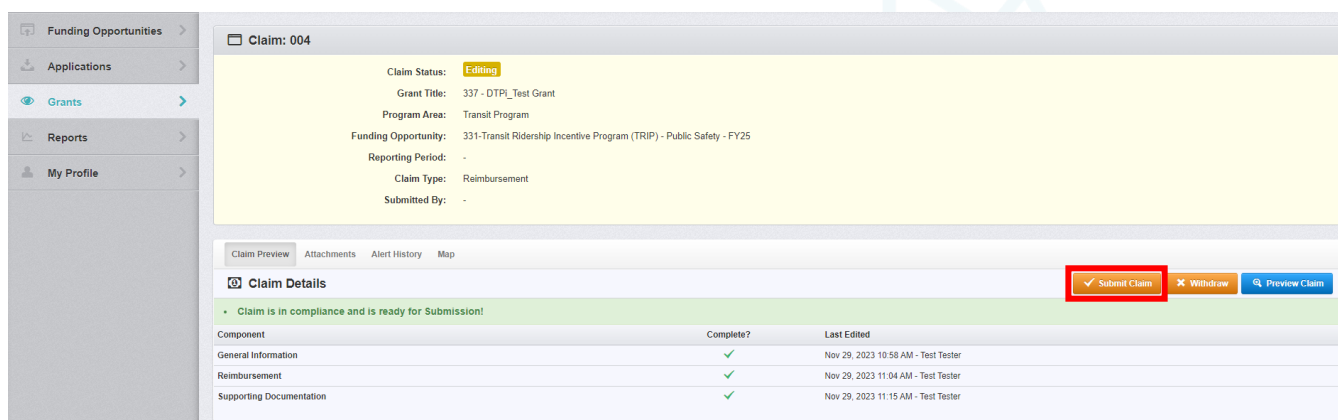 Funding Opportunities
Applications
Grants
Reports
My Profile
Claim: 004
Claim Status: Editing
Grant Title: 337 - DTPi_Test Grant
Program Area: Transit Program
Funding Opportunity: 331-Transit Ridership Incentive Program (TRIP) - Public Safety - FY25
Reporting Period: -
Claim Type: Reimbursement
Submitted By: -
Claim Preview Attachments Alert History Map
Claim Details Submit Claim Withdraw Preview Claim
• Claim is in compliance and is ready for Submission!
Component Complete? Last Edited
General Information Nov 29, 2023 10:58 AM - Test Tester
Reimbursement Nov 29, 2023 11:04 AM - Test Tester
Supporting Documentation Nov 29, 2023 11:15 AM - Test Tester